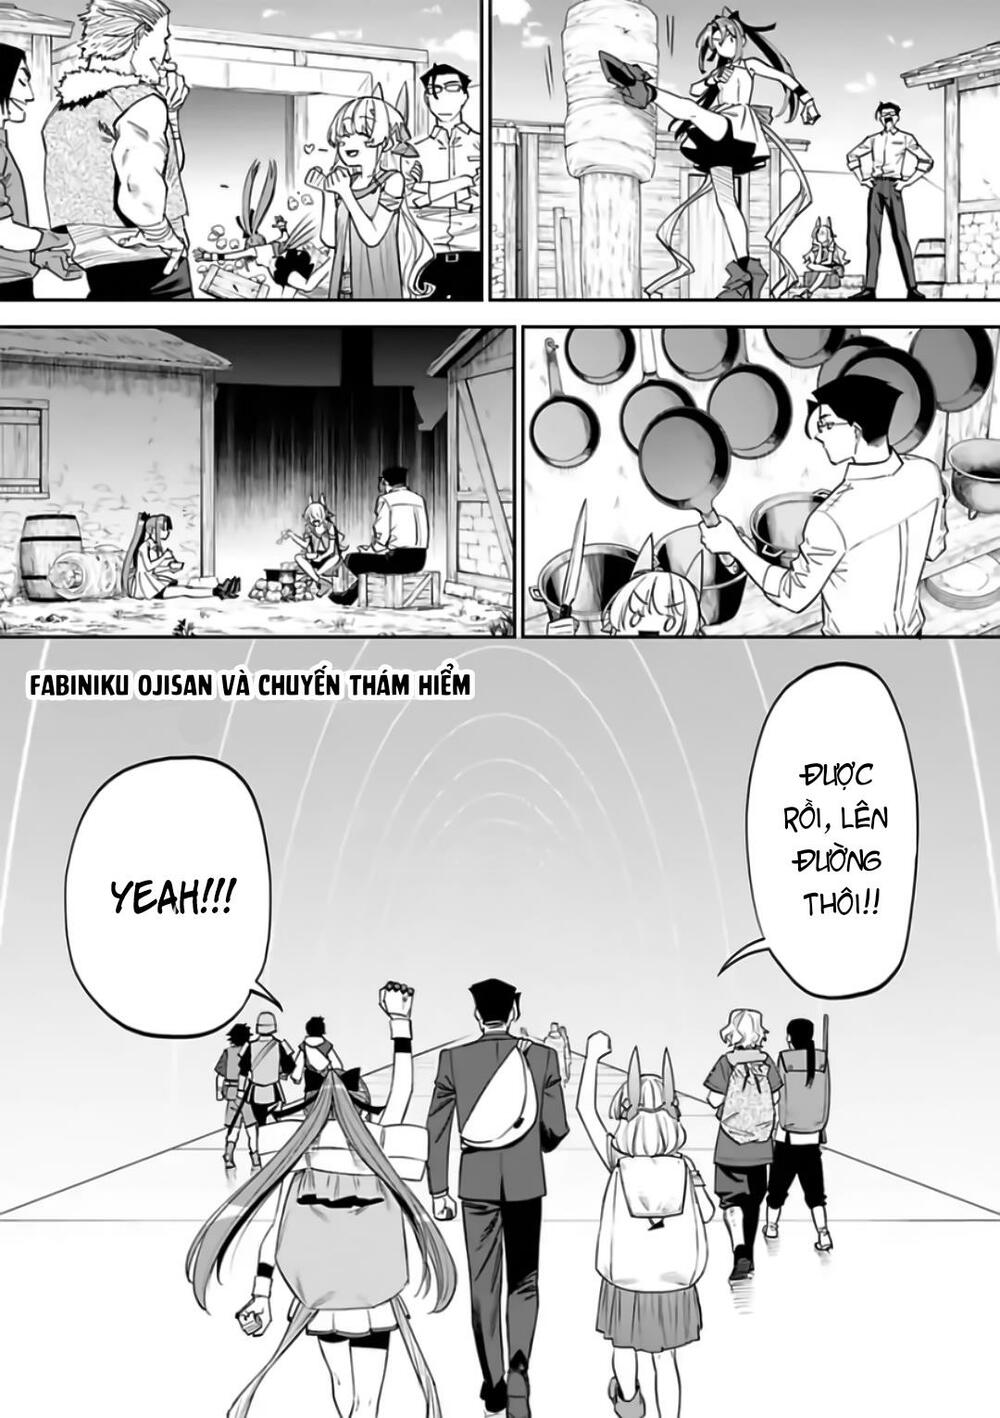 FABINIKU OJISAN VÀ CHUYẾN THÁM HIỂM
ĐƯỢC
RỒI, LÊN
ĐƯỜNG
THÔI!!
YEAH!!!